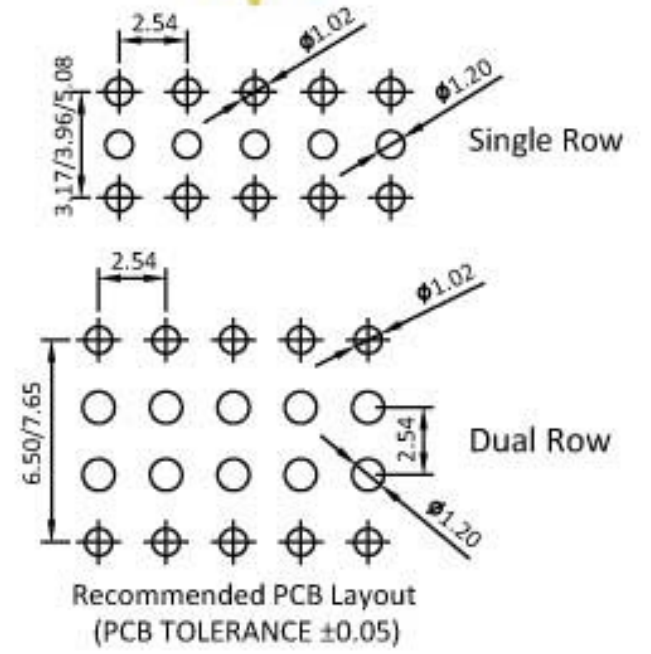 2.54
ϕ1.02
ϕ1.20
3.17/3.96/5.08
Single Row
2.54
ϕ1.02
6.50/7.65
2.54
Dual Row
ϕ1.20
Recommended PCB Layout
(PCB TOLERANCE ±0.05)